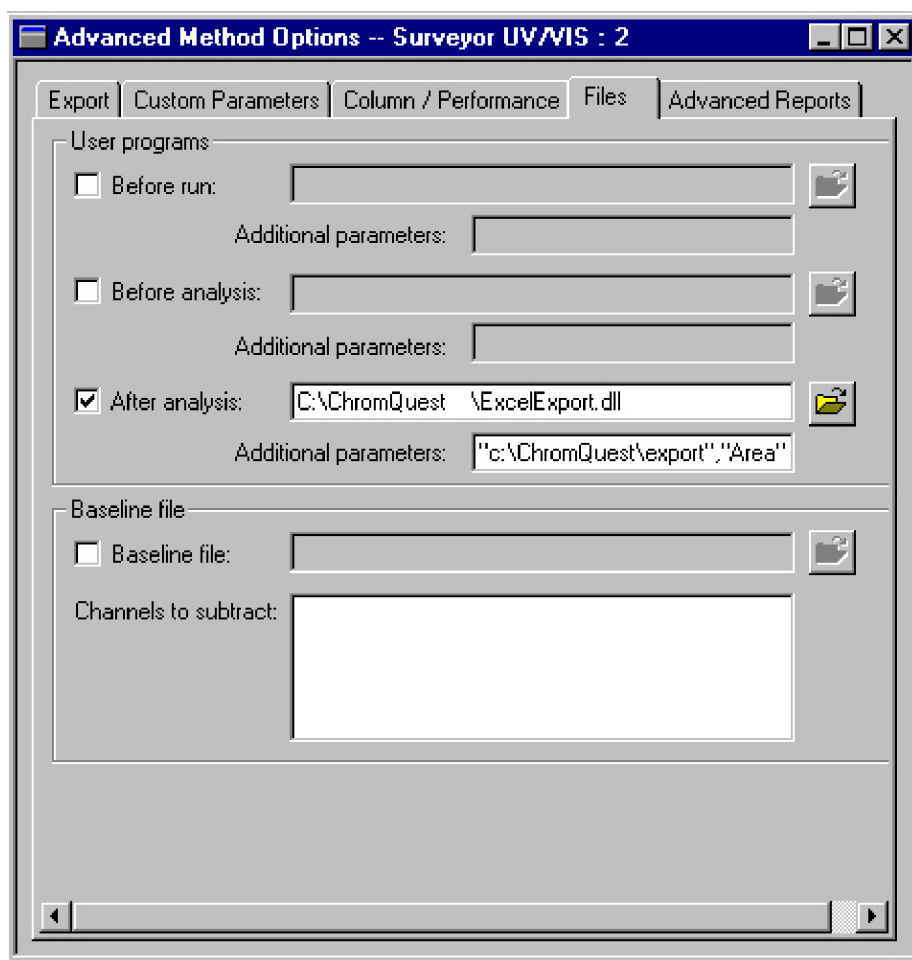 Advanced Method Options -- Surveyor UV/VIS : 2
Export Custom Parameters Column / Performance Files Advanced Reports
User programs
Before run:
Additional parameters:
Before analysis:
Additional parameters:
After analysis: C:\ChromQuest \ExcelExport.dll
Additional parameters: "c:\ChromQuest\export","Area"
Baseline file
Baseline file:
Channels to subtract: